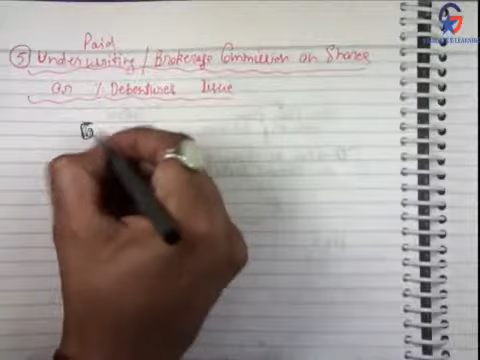 Paid
⑤ Underwriting / Brokerage Commission on Shares
or % Debentures Issue